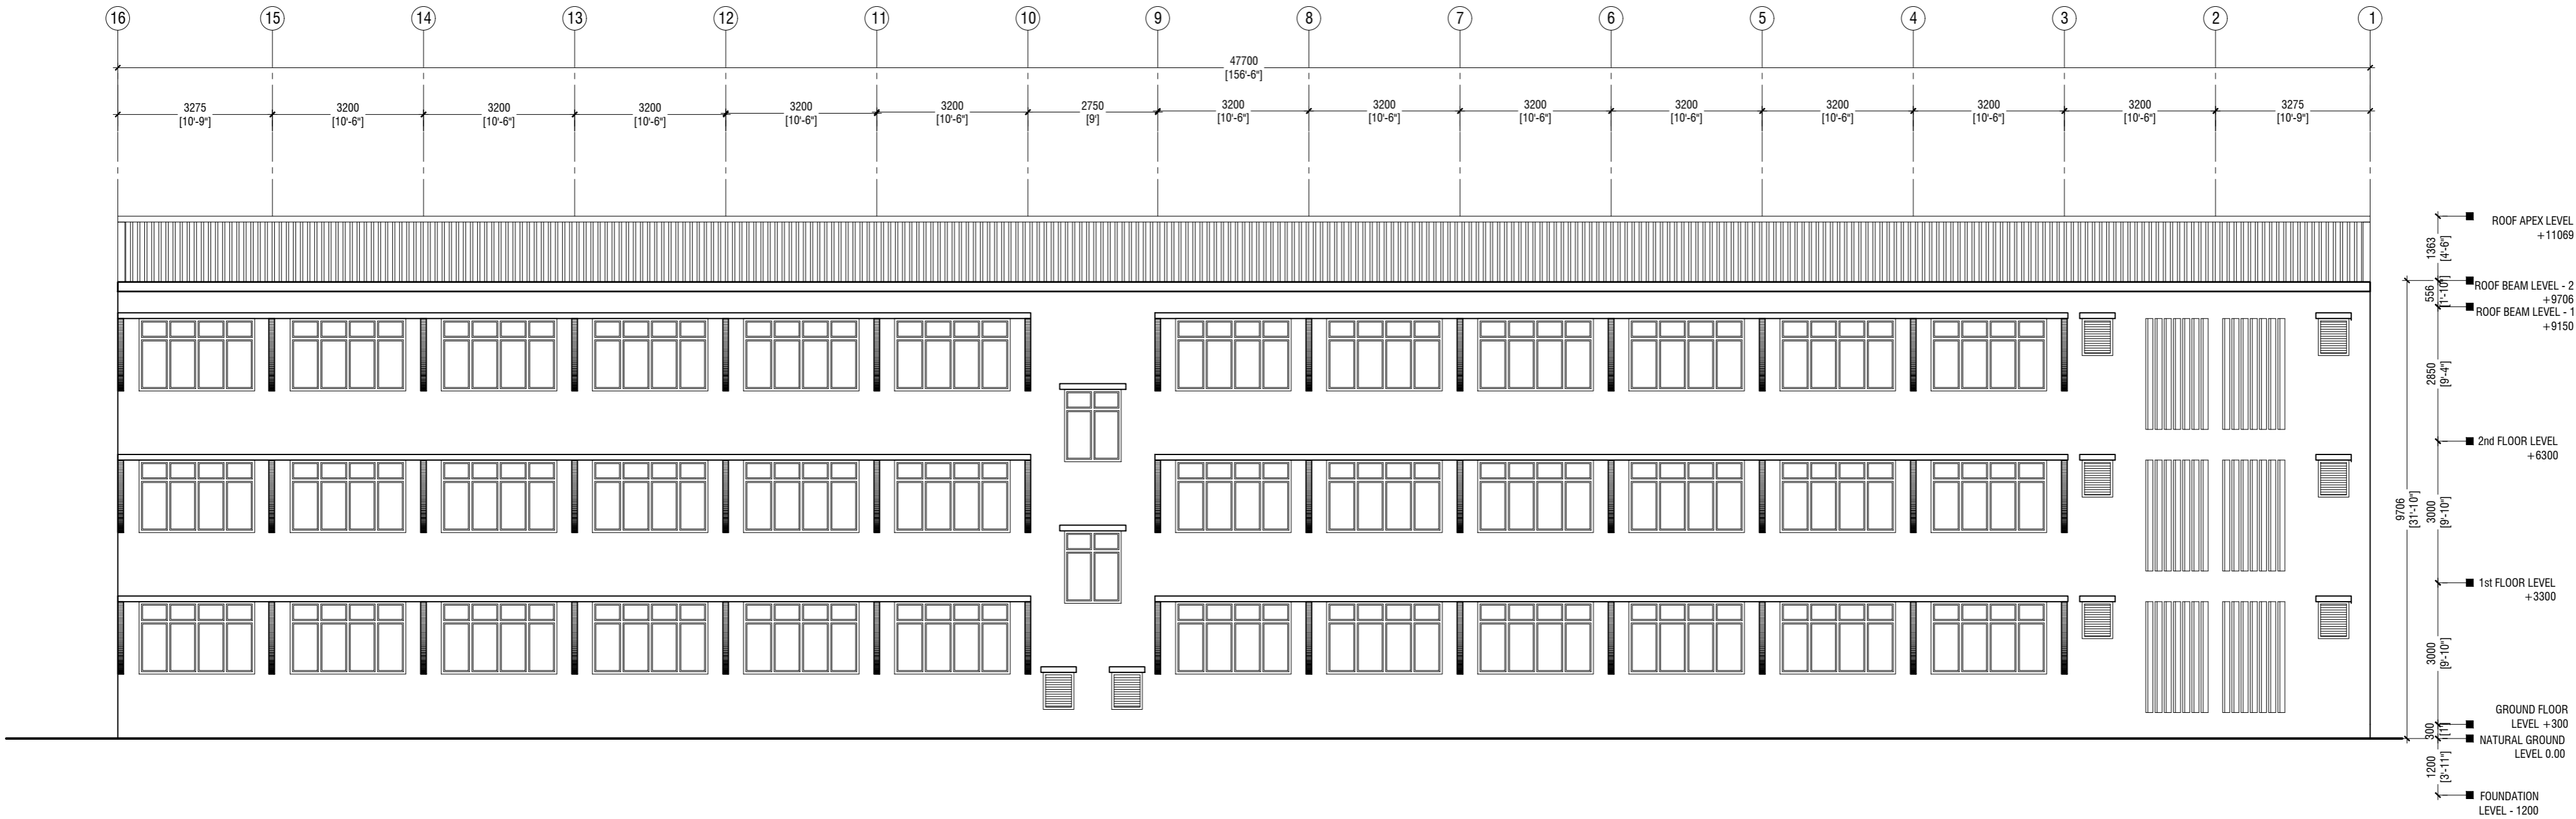 16 15 14 13 12 11 10 9 8 7 6 5 4 3 2 1
47700
[156'-6"]
3275 3200 3200 3200 3200 3200 2750 3200 3200 3200 3200 3200 3200 3200 3275
[10'-9"] [10'-6"] [10'-6"] [10'-6"] [10'-6"] [10'-6"] [9'] [10'-6"] [10'-6"] [10'-6"] [10'-6"] [10'-6"] [10'-6"] [10'-6"] [10'-9"]
ROOF APEX LEVEL
+11069
1363
[4'-6"]
ROOF BEAM LEVEL - 2
+9706
556
[1'-10"]
ROOF BEAM LEVEL - 1
+9150
2850
[9'-4"]
2nd FLOOR LEVEL
+6300
9706
[31'-10"]
3000
[9'-10"]
1st FLOOR LEVEL
+3300
3000
[9'-10"]
GROUND FLOOR
LEVEL +300
300
[1']
NATURAL GROUND
LEVEL 0.00
1200
[3'-11"]
FOUNDATION
LEVEL - 1200